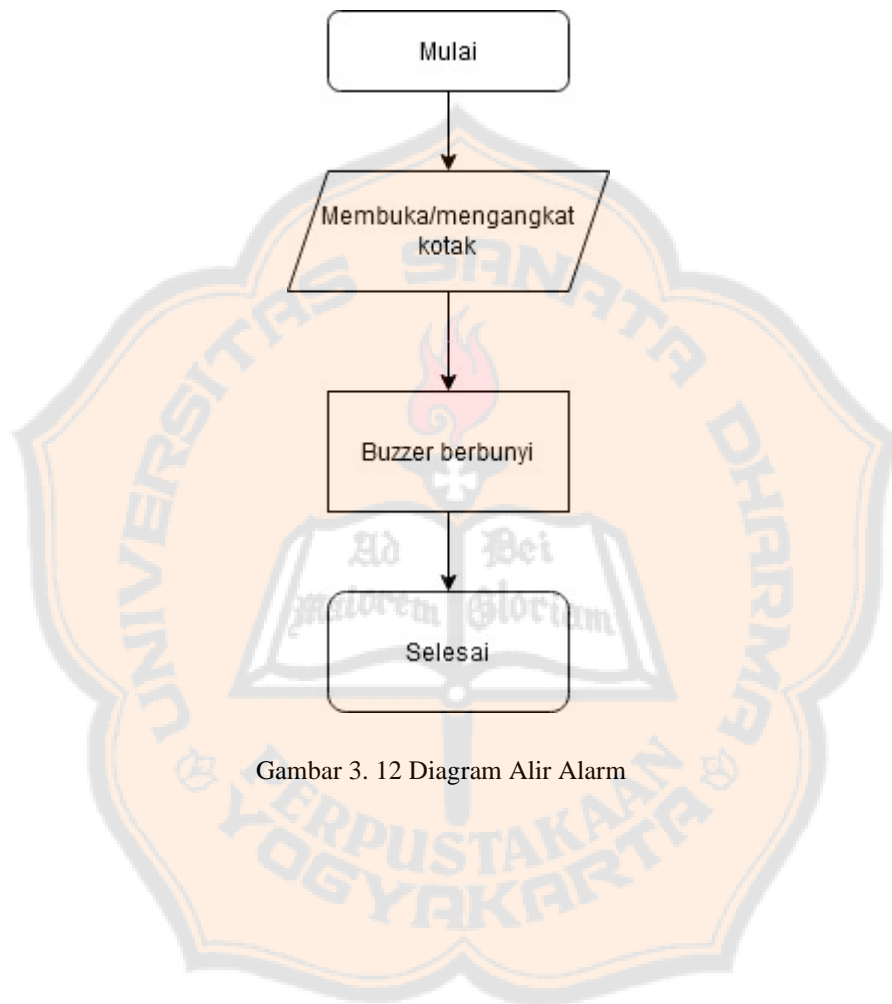 Mulai
Membuka/mengangkat
kotak
Buzzer berbunyi
Selesai
Gambar 3. 12 Diagram Alir Alarm
UNIVERSITAS SANATA DHARMA
Ad Dei
Maiorem Gloriam
PERPUSTAKAAN
YOGYAKARTA